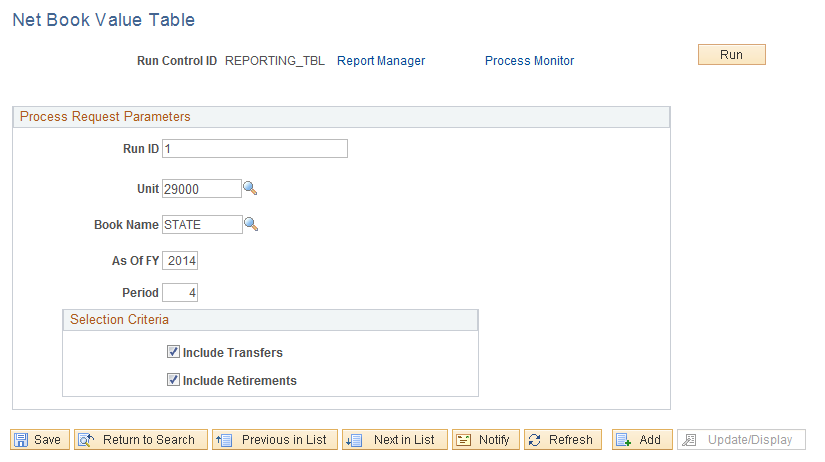 Net Book Value Table
Run Control ID REPORTING_TBL Report Manager Process Monitor Run
Process Request Parameters
Run ID 1
Unit 29000
Book Name STATE
As Of FY 2014
Period 4
Selection Criteria
Include Transfers
Include Retirements
Save Return to Search Previous in List Next in List Notify Refresh Add Update/Display